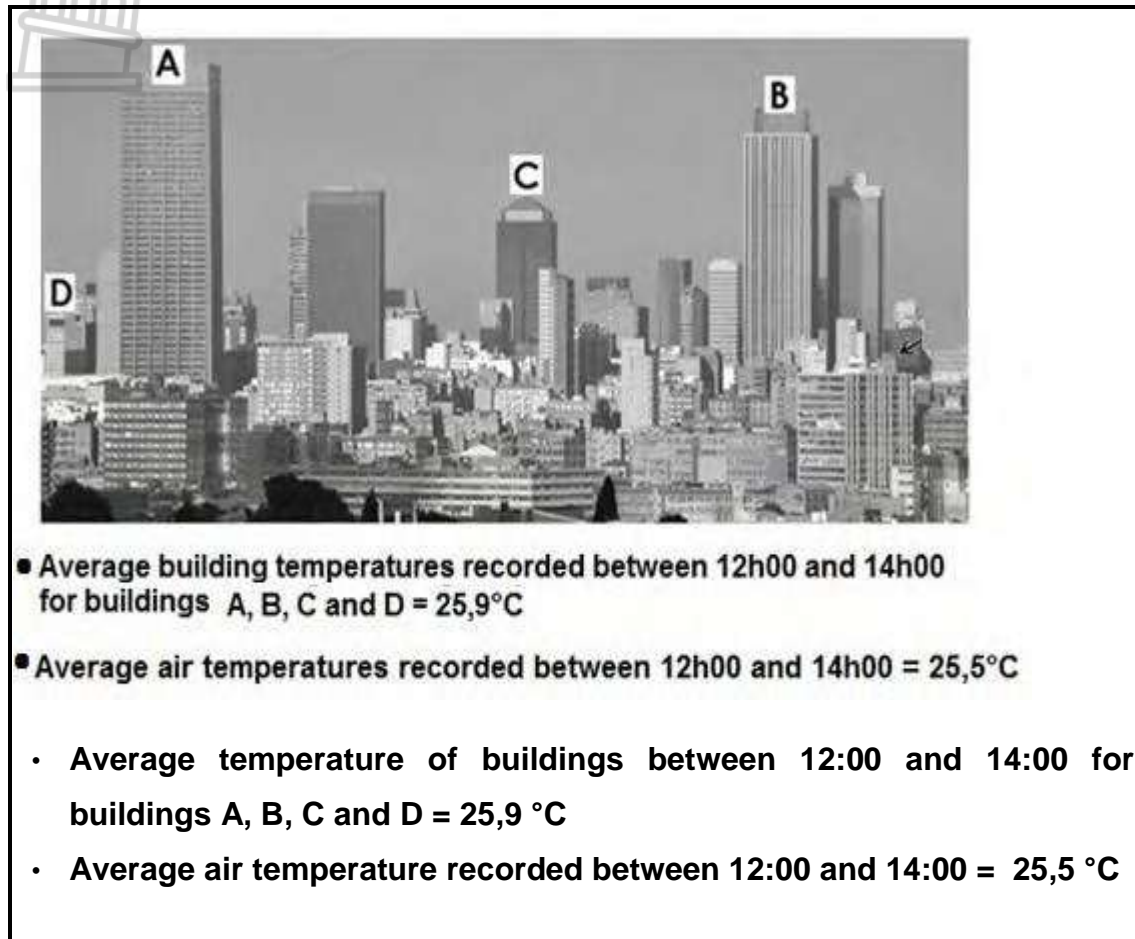 A
B
C
D
• Average building temperatures recorded between 12h00 and 14h00
for buildings A, B, C and D = 25,9°C
• Average air temperatures recorded between 12h00 and 14h00 = 25,5°C
• Average temperature of buildings between 12:00 and 14:00 for
buildings A, B, C and D = 25,9 °C
• Average air temperature recorded between 12:00 and 14:00 = 25,5 °C